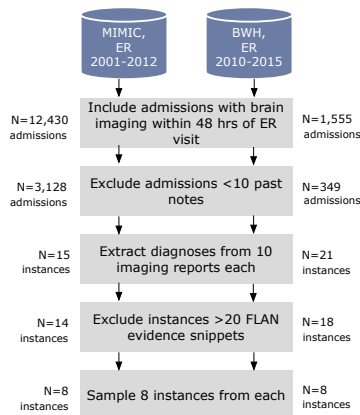 MIMIC,
ER
2001-2012
BWH,
ER
2010-2015
N=12,430
admissions
Include admissions with brain
imaging within 48 hrs of ER
visit
N=1,555
admissions
N=3,128
admissions
Exclude admissions <10 past
notes
N=349
admissions
N=15
instances
Extract diagnoses from 10
imaging reports each
N=21
instances
N=14
instances
Exclude instances >20 FLAN
evidence snippets
N=18
instances
N=8
instances
Sample 8 instances from each
N=8
instances